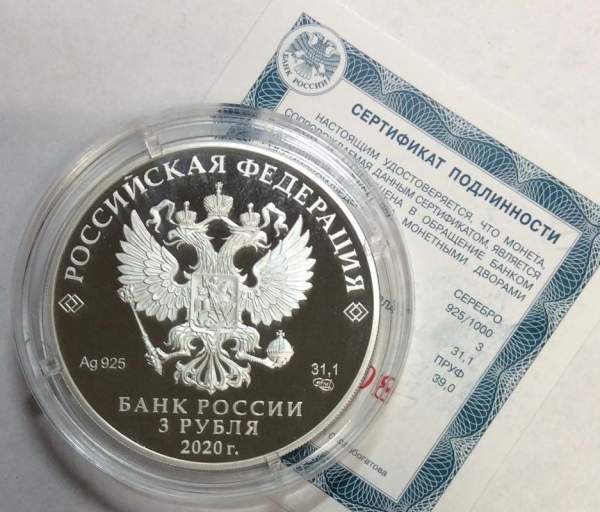 РОССИЙСКАЯ ФЕДЕРАЦИЯ
Ag 925
31,1
БАНК РОССИИ
3 РУБЛЯ
2020 г.
БАНК РОССИИ
СЕРТИФИКАТ ПОДЛИННОСТИ
НАСТОЯЩИМ УДОСТОВЕРЯЕТСЯ, ЧТО МОНЕТА,
СОПРОВОЖДАЕМАЯ ДАННЫМ СЕРТИФИКАТОМ, ЯВЛЯЕТСЯ
В ОБРАЩЕНИЕ БАНКОМ
МОНЕТНЫМИ ДВОРАМИ
СЕРЕБРО
925/1000
3
31,1
ПРУФ
39,0